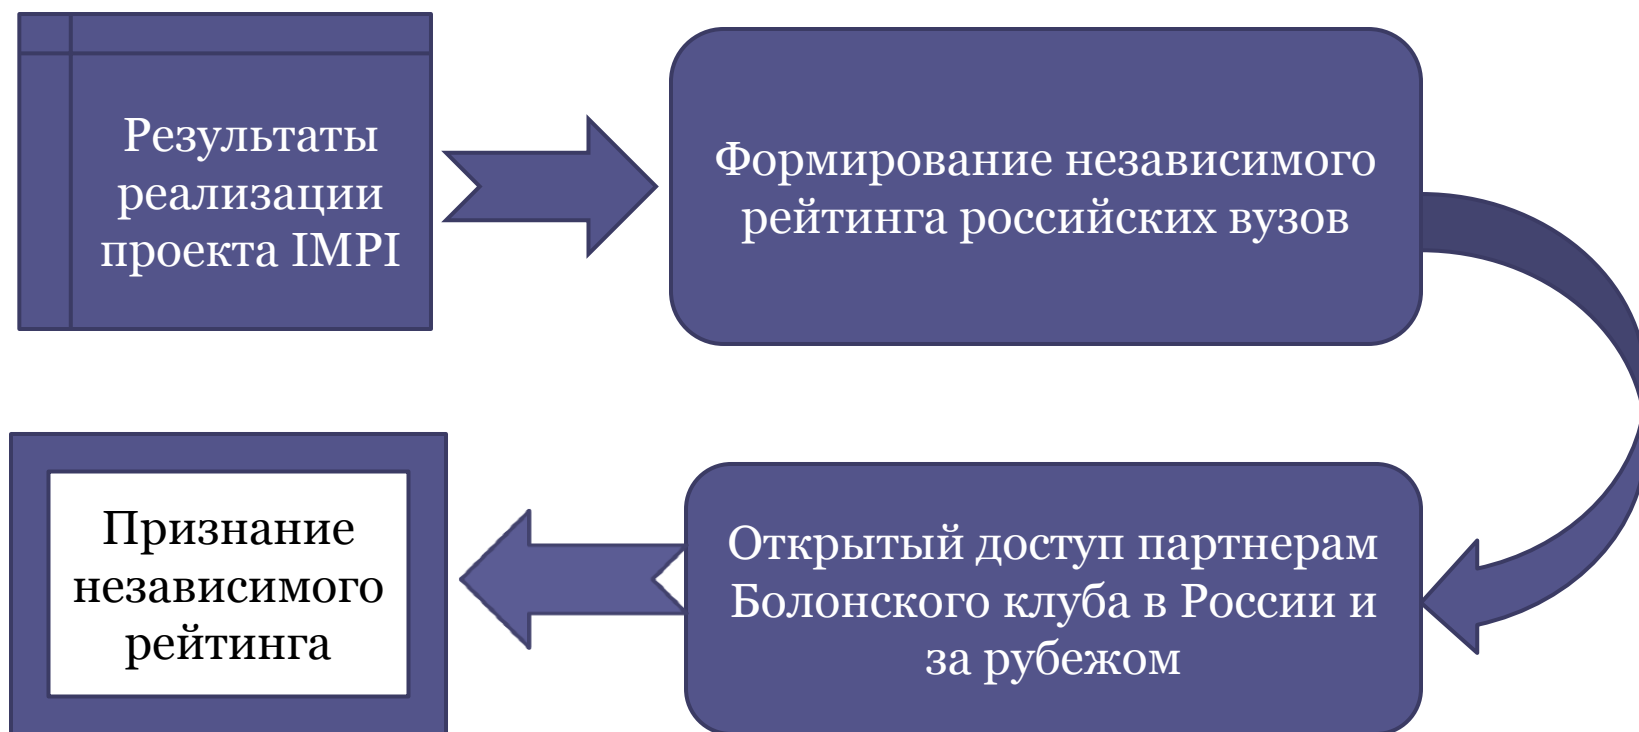 Результаты
реализации
проекта IMPI
Формирование независимого
рейтинга российских вузов
Открытый доступ партнерам
Болонского клуба в России и
за рубежом
Признание
независимого
рейтинга